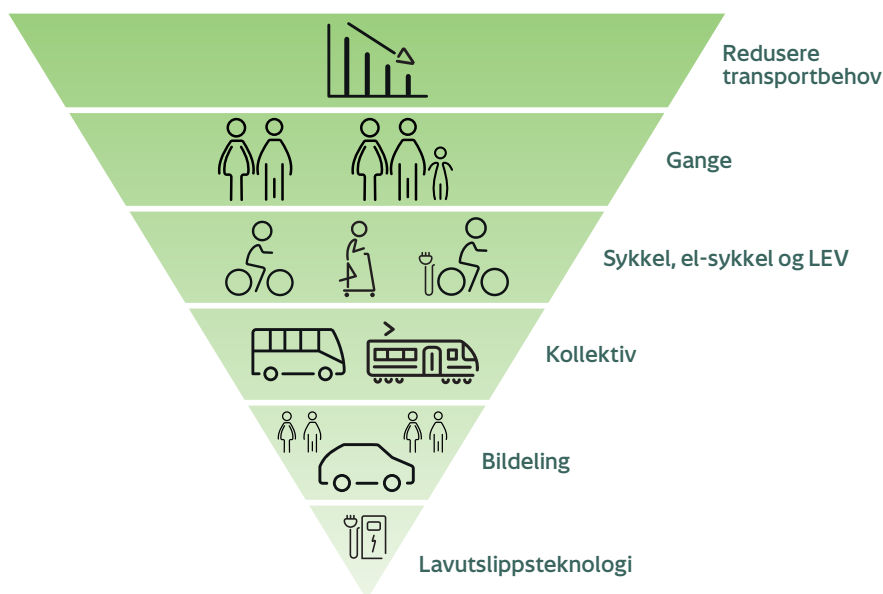 Redusere
transportbehov
Gange
Sykkel, el-sykkel og LEV
Kollektiv
Bildeling
Lavutslippsteknologi